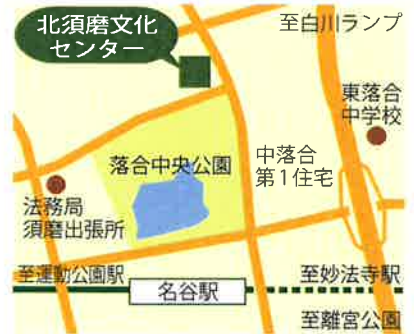 北須磨文化
センター
至白川ランプ
東落合
中学校
落合中央公園
中落合
第1住宅
法務局
須磨出張所
至運動公園駅
名谷駅
至妙法寺駅
至離宮公園